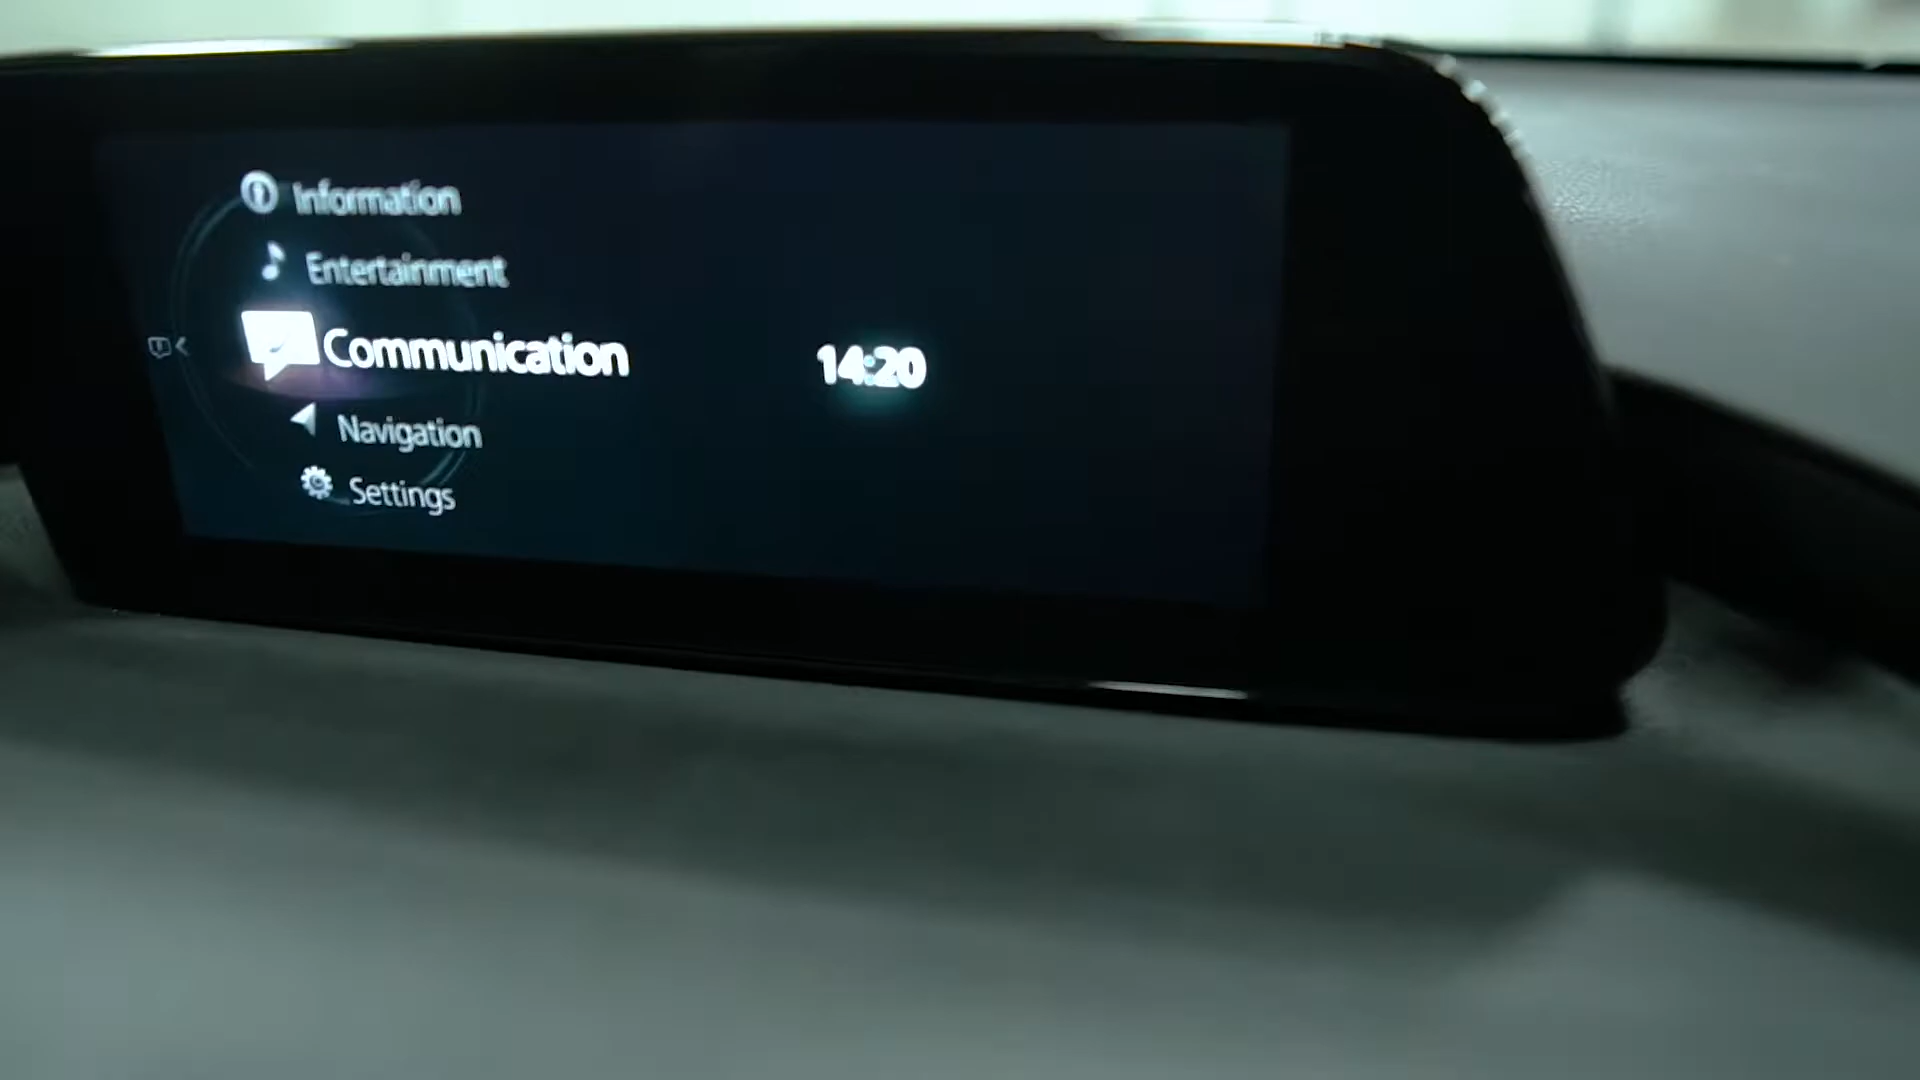 Information
Entertainment
Communication
14:20
Navigation
Settings